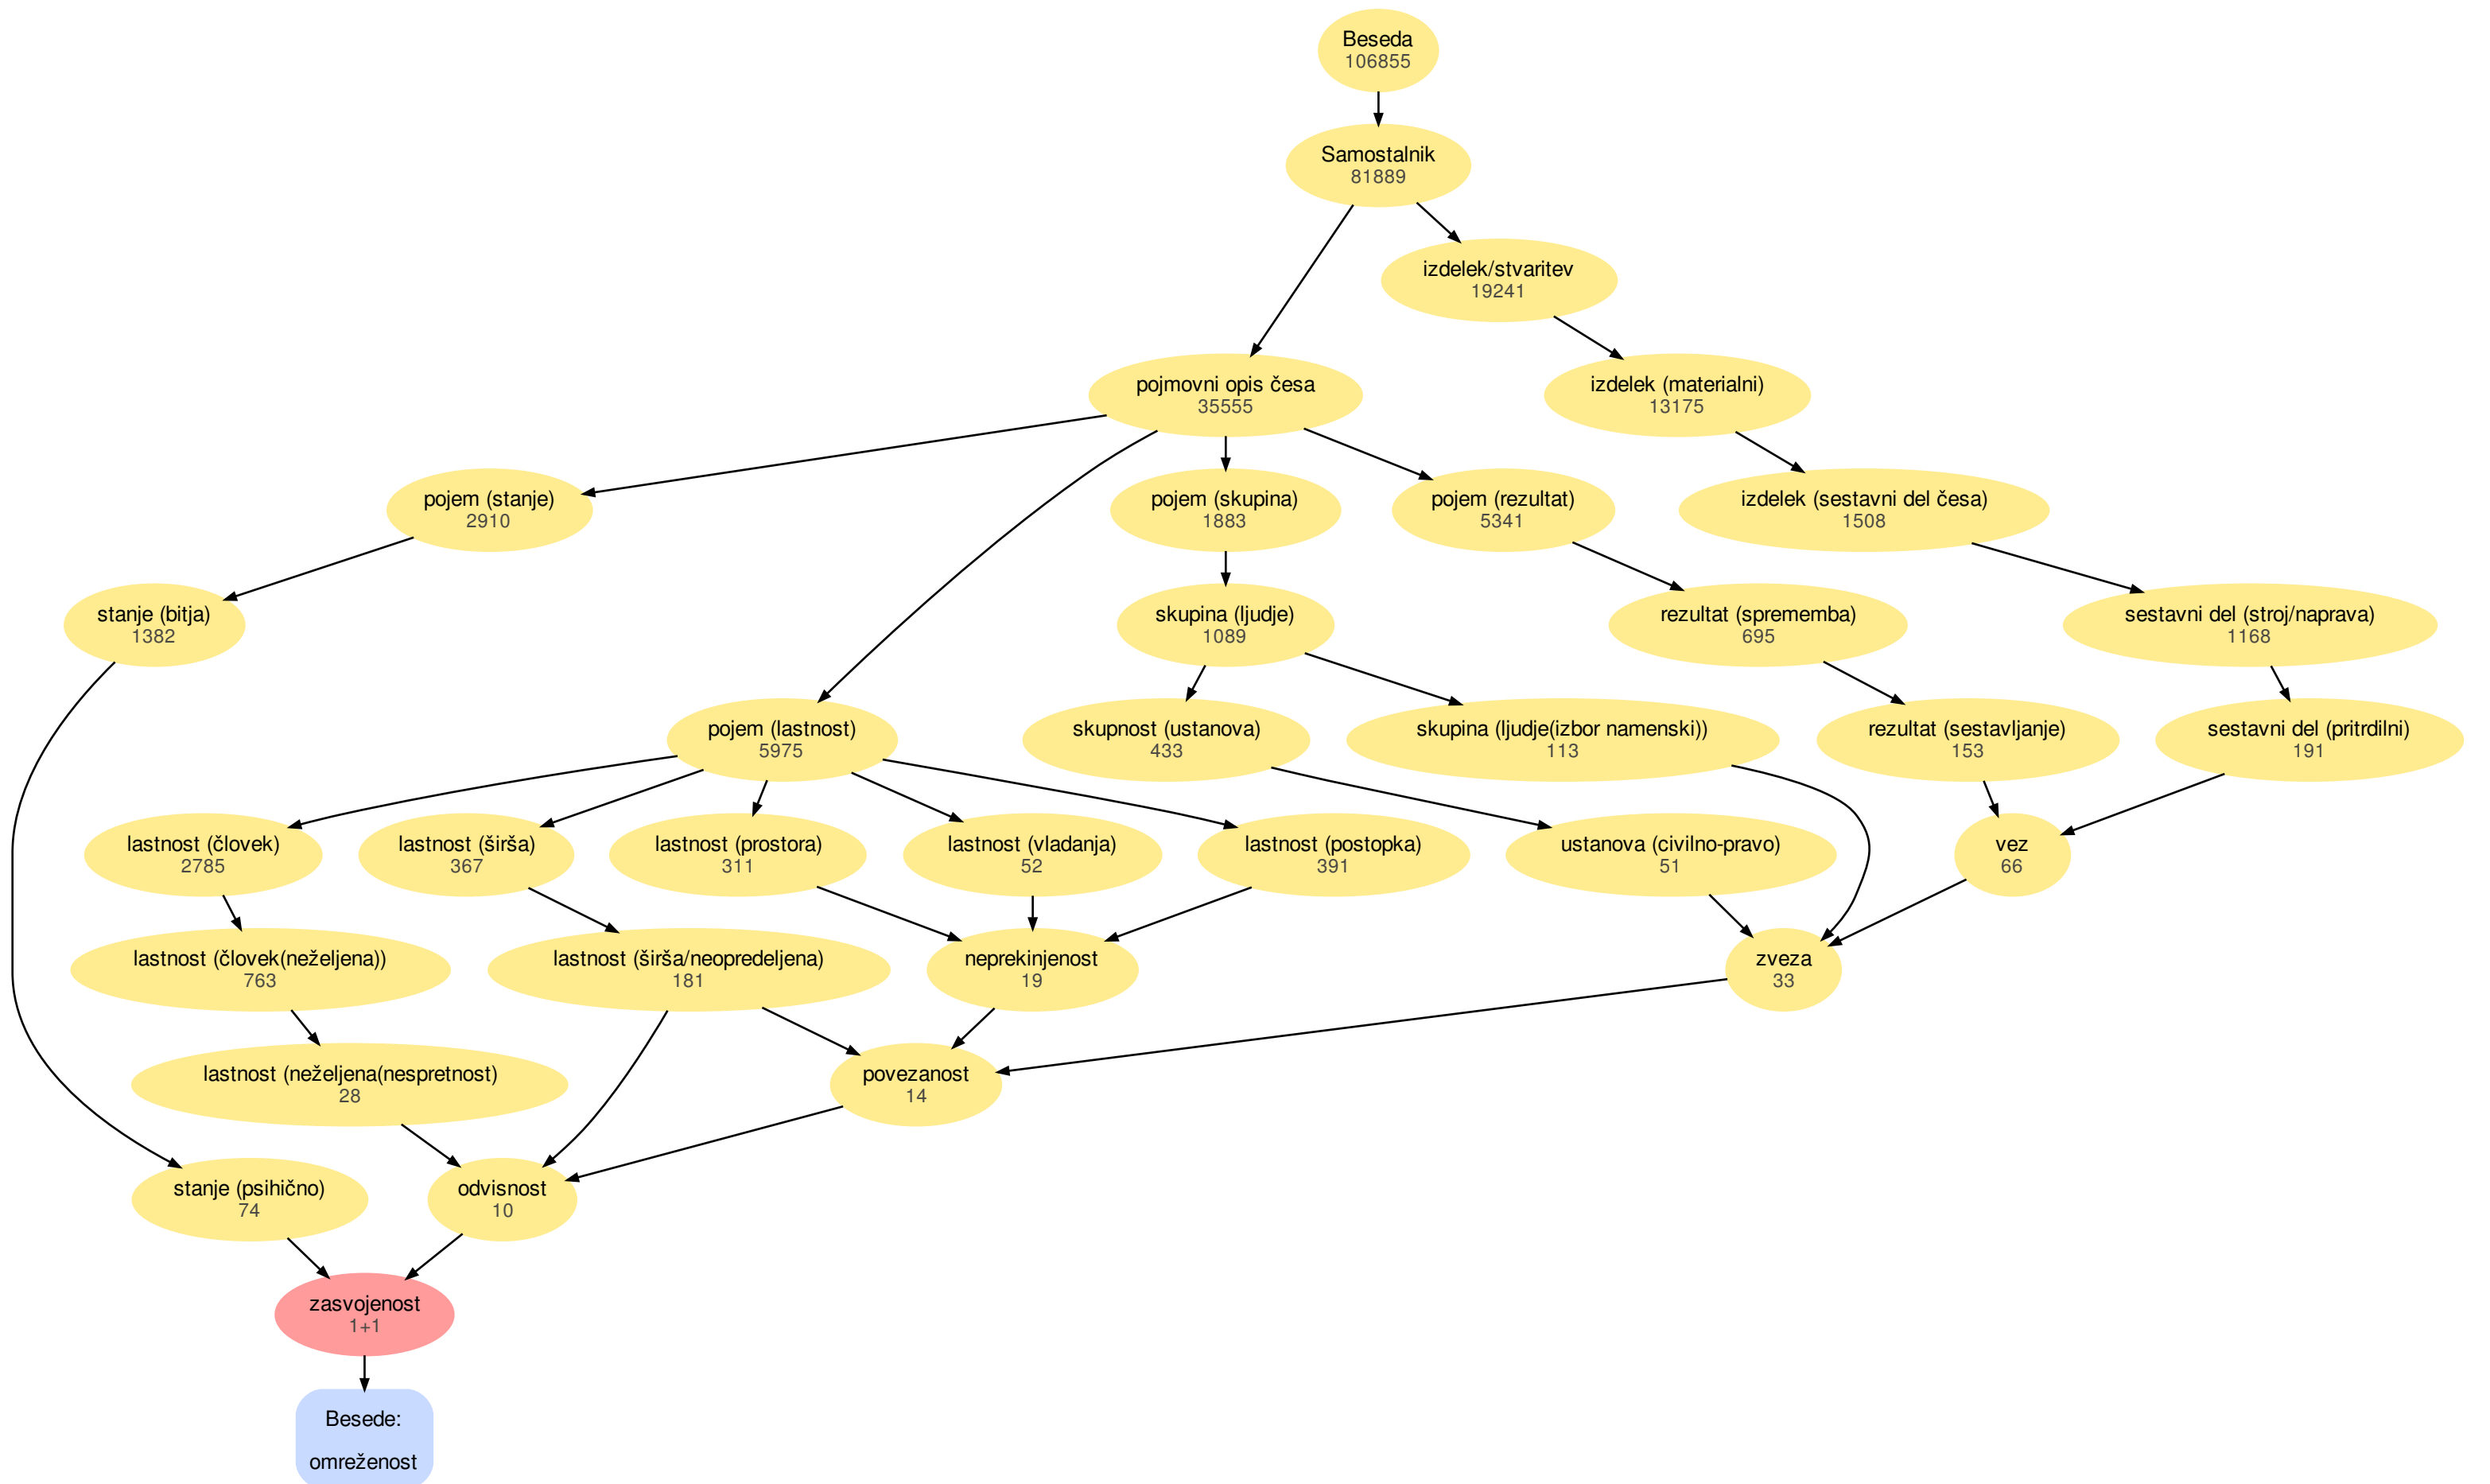 Beseda
106855
Samostalnik
81889
izdelek/stvaritev
19241
pojmovni opis česa
35555
izdelek (materialni)
13175
pojem (stanje)
2910
pojem (skupina)
1883
pojem (rezultat)
5341
izdelek (sestavni del česa)
1508
stanje (bitja)
1382
skupina (ljudje)
1089
rezultat (sprememba)
695
sestavni del (stroj/naprava)
1168
pojem (lastnost)
5975
skupnost (ustanova)
433
skupina (ljudje(izbor namenski))
113
rezultat (sestavljanje)
153
sestavni del (pritrdilni)
191
lastnost (človek)
2785
lastnost (širša)
367
lastnost (prostora)
311
lastnost (vladanja)
52
lastnost (postopka)
391
ustanova (civilno-pravo)
51
vez
66
lastnost (človek(neželjena))
763
lastnost (širša/neopredeljena)
181
neprekinjenost
19
zveza
33
lastnost (neželjena(nespretnost)
28
povezanost
14
stanje (psihično)
74
odvisnost
10
zasvojenost
1+1
Besede:
omreženost